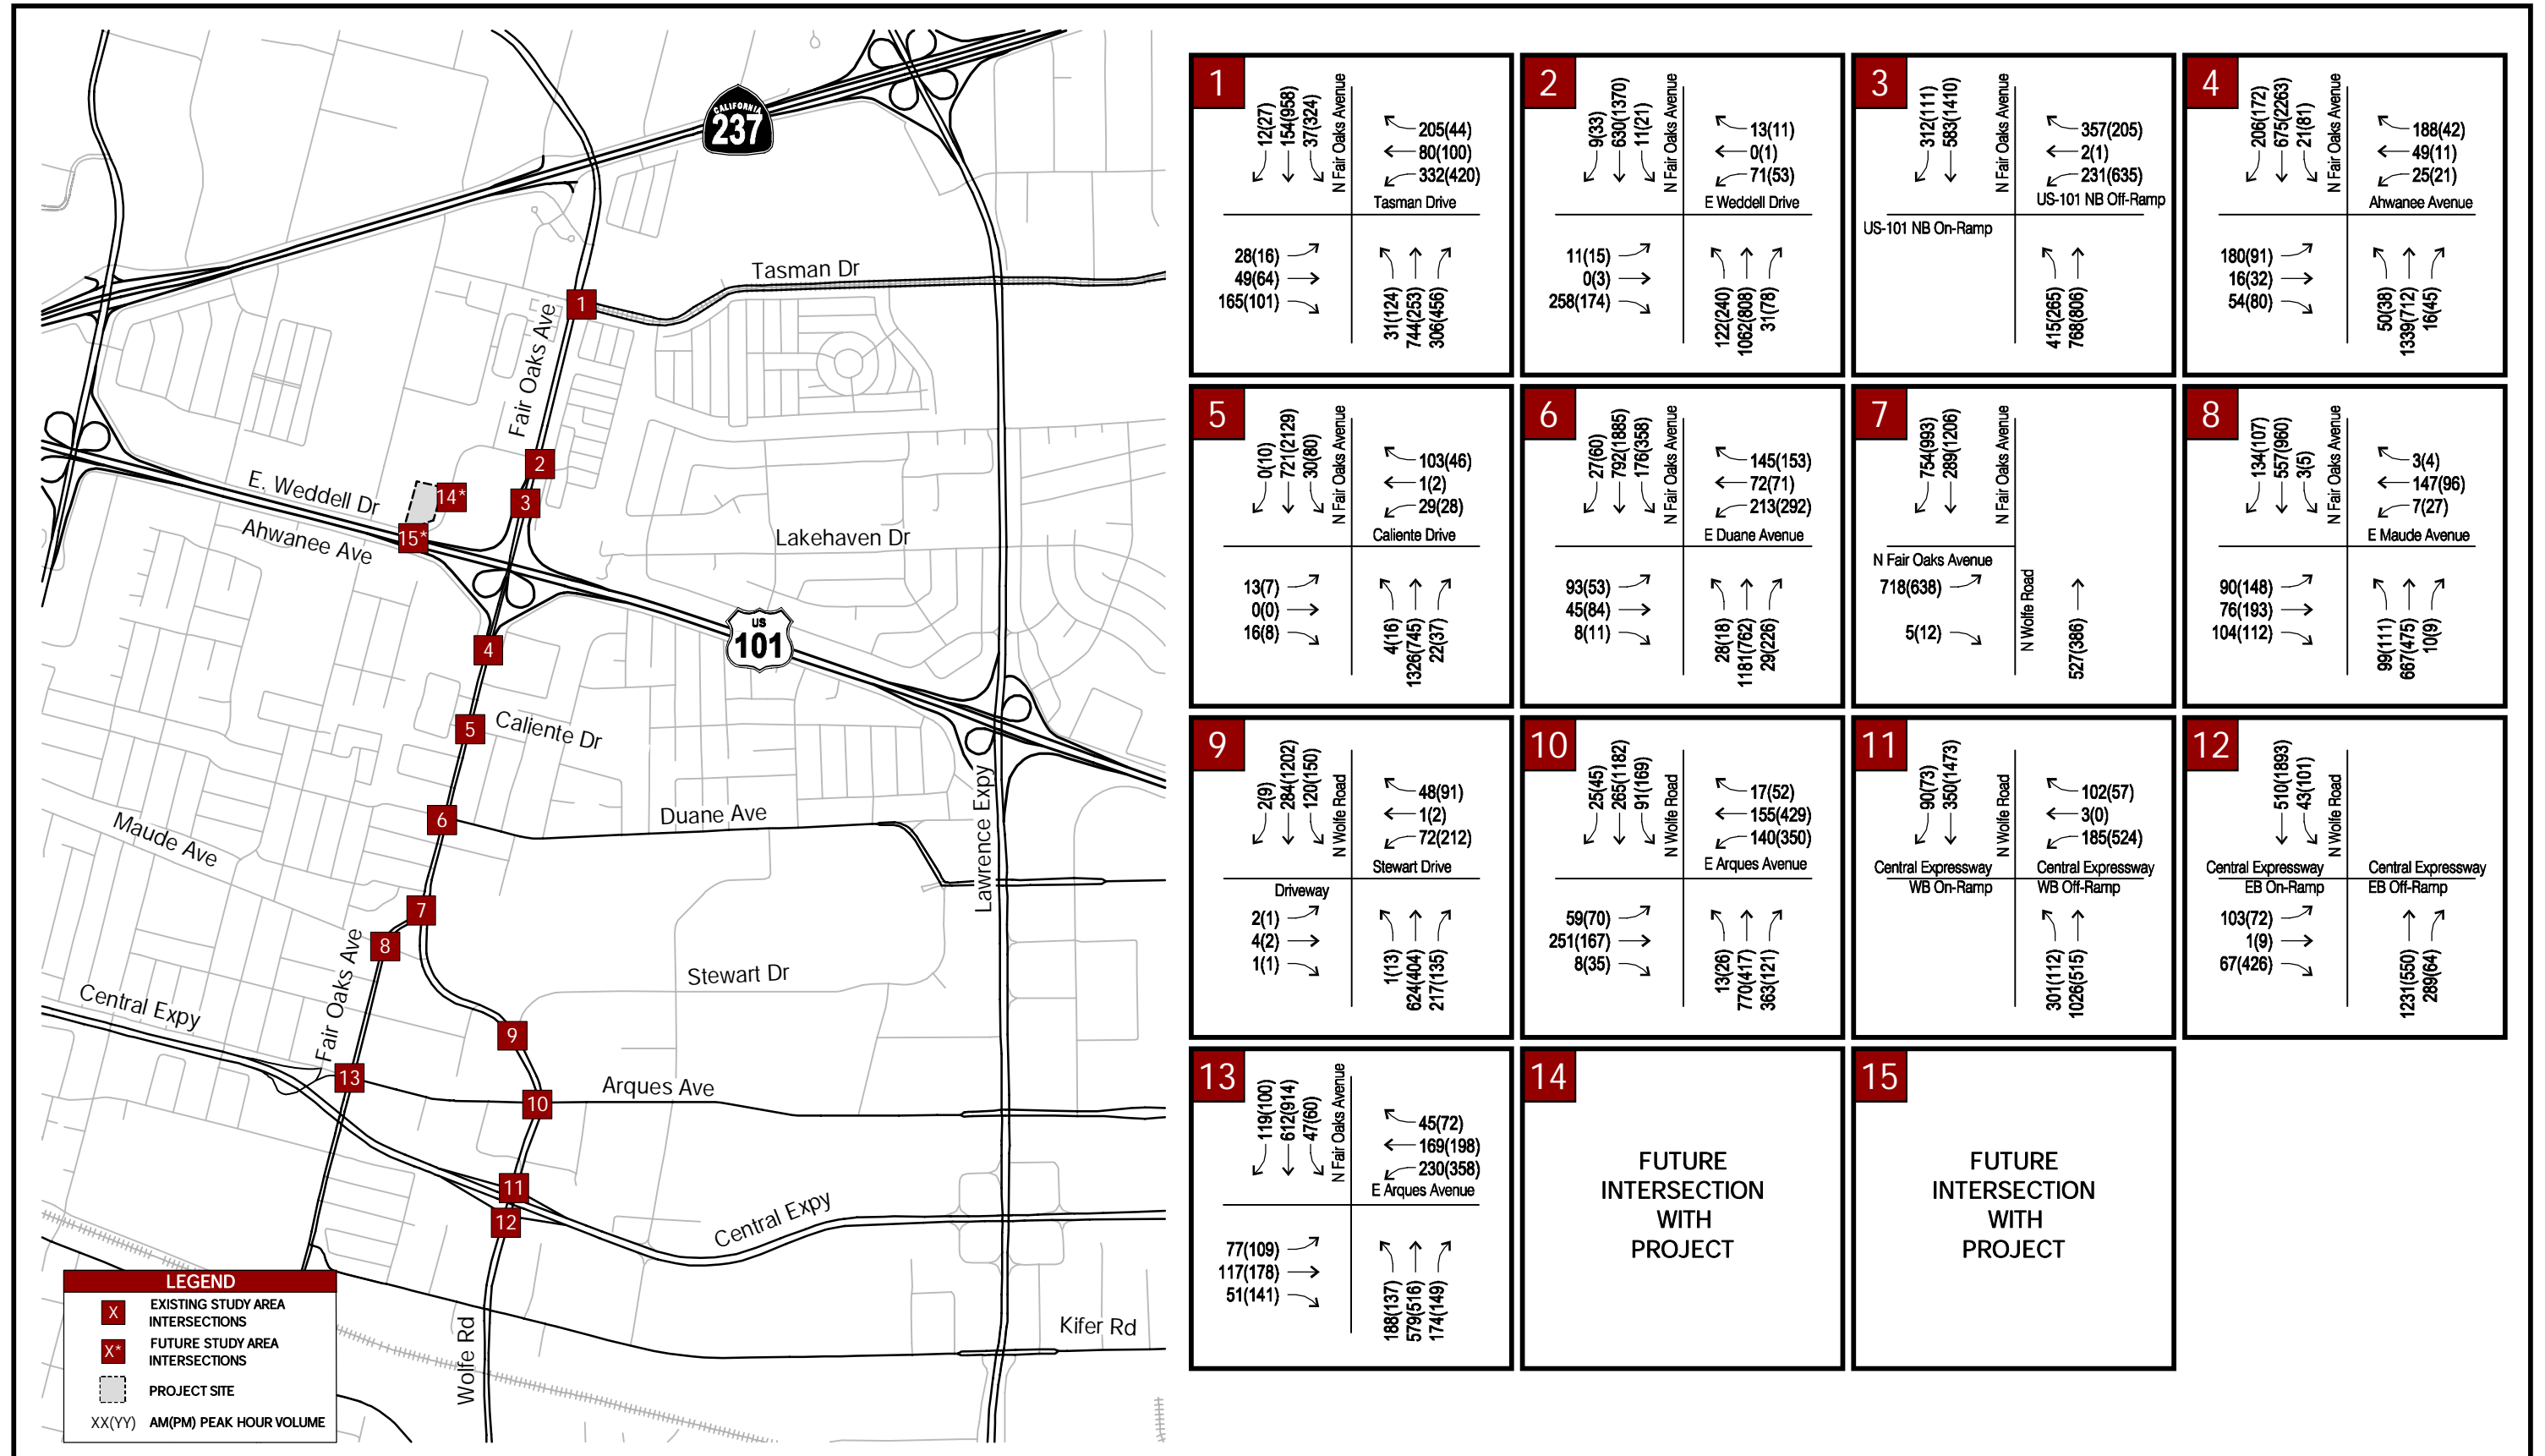 CALIFORNIA
237
Tasman Dr
1
Fair Oaks Ave
2
14*
3
E. Weddell Dr
15*
Ahwanee Ave
Lakehaven Dr
US
101
4
5
Caliente Dr
Lawrence Expy
6
Duane Ave
Maude Ave
7
8
Fair Oaks Ave
Stewart Dr
Central Expy
9
13
10
Arques Ave
11
12
Central Expy
Wolfe Rd
Kifer Rd
LEGEND
X
EXISTING STUDY AREA
INTERSECTIONS
X*
FUTURE STUDY AREA
INTERSECTIONS
PROJECT SITE
XX(YY) AM(PM) PEAK HOUR VOLUME
1
12(27)
154(958)
37(324)
N Fair Oaks Avenue
205(44)
80(100)
332(420)
Tasman Drive
28(16)
49(64)
165(101)
31(124)
744(253)
306(456)
2
9(33)
630(1370)
11(21)
N Fair Oaks Avenue
13(11)
0(1)
71(53)
E Weddell Drive
11(15)
0(3)
258(174)
122(240)
1062(808)
31(78)
3
312(111)
583(1410)
N Fair Oaks Avenue
357(205)
2(1)
231(635)
US-101 NB Off-Ramp
US-101 NB On-Ramp
415(265)
768(806)
4
206(172)
675(2263)
21(81)
N Fair Oaks Avenue
188(42)
49(11)
25(21)
Ahwanee Avenue
180(91)
16(32)
54(80)
50(38)
1339(712)
16(45)
5
0(10)
721(2129)
30(80)
N Fair Oaks Avenue
103(46)
1(2)
29(28)
Caliente Drive
13(7)
0(0)
16(8)
4(16)
1326(745)
22(37)
6
27(60)
792(1885)
176(358)
N Fair Oaks Avenue
145(153)
72(71)
213(292)
E Duane Avenue
93(53)
45(84)
8(11)
28(18)
1181(762)
29(226)
7
754(993)
289(1206)
N Fair Oaks Avenue
N Fair Oaks Avenue
718(638)
5(12)
N Wolfe Road
527(386)
8
134(107)
557(960)
3(5)
N Fair Oaks Avenue
3(4)
147(96)
7(27)
E Maude Avenue
90(148)
76(193)
104(112)
99(111)
667(475)
10(9)
9
2(9)
284(1202)
120(150)
N Wolfe Road
48(91)
1(2)
72(212)
Stewart Drive
Driveway
2(1)
4(2)
1(1)
1(13)
624(404)
217(135)
10
25(45)
265(1182)
91(169)
N Wolfe Road
17(52)
155(429)
140(350)
E Arques Avenue
59(70)
251(167)
8(35)
13(26)
770(417)
363(121)
11
90(73)
350(1473)
N Wolfe Road
102(57)
3(0)
185(524)
Central Expressway
WB On-Ramp
Central Expressway
WB Off-Ramp
301(112)
1026(515)
12
510(1893)
43(101)
N Wolfe Road
Central Expressway
EB On-Ramp
Central Expressway
EB Off-Ramp
103(72)
1(9)
67(426)
1231(550)
289(64)
13
119(100)
612(914)
47(60)
N Fair Oaks Avenue
45(72)
169(198)
230(358)
E Arques Avenue
77(109)
117(178)
51(141)
188(137)
579(516)
174(149)
14
FUTURE
INTERSECTION
WITH
PROJECT
15
FUTURE
INTERSECTION
WITH
PROJECT